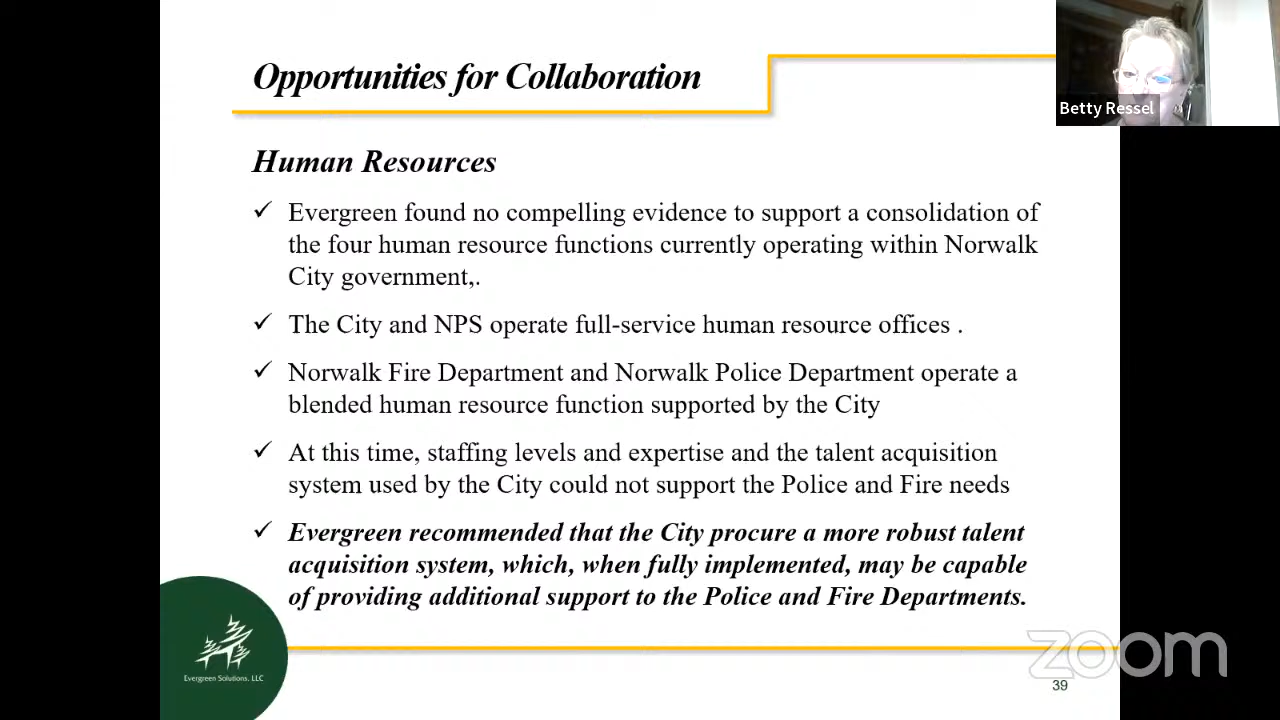 Opportunities for Collaboration
Betty Ressel
Human Resources
✓ Evergreen found no compelling evidence to support a consolidation of
the four human resource functions currently operating within Norwalk
City government,.
✓ The City and NPS operate full-service human resource offices .
✓ Norwalk Fire Department and Norwalk Police Department operate a
blended human resource function supported by the City
✓ At this time, staffing levels and expertise and the talent acquisition
system used by the City could not support the Police and Fire needs
✓ Evergreen recommended that the City procure a more robust talent
acquisition system, which, when fully implemented, may be capable
of providing additional support to the Police and Fire Departments.
Evergreen Solutions, LLC
zoom
39